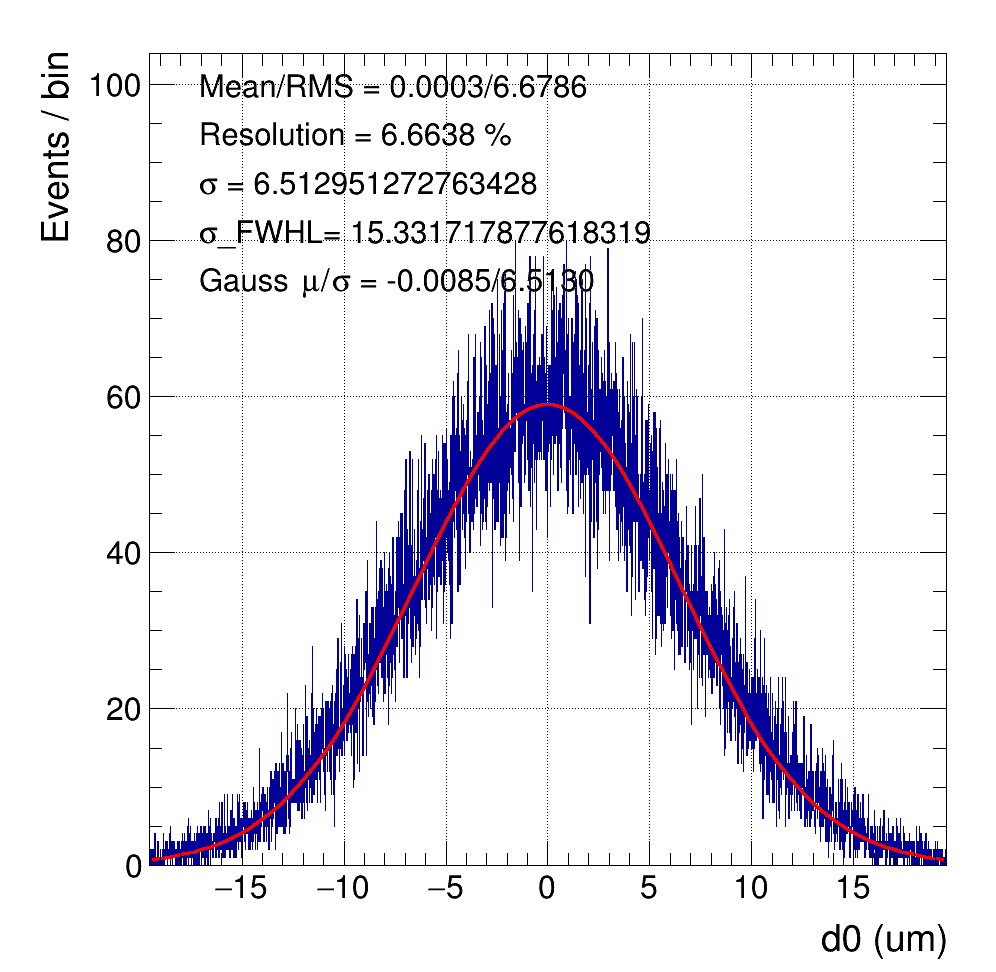 Events / bin
100
80
60
40
20
0
Mean/RMS = 0.0003/6.6786
Resolution = 6.6638 %
σ = 6.512951272763428
σ_FWHL= 15.331717877618319
Gauss μ/σ = -0.0085/6.5130
−15 −10 −5 0 5 10 15
d0 (um)